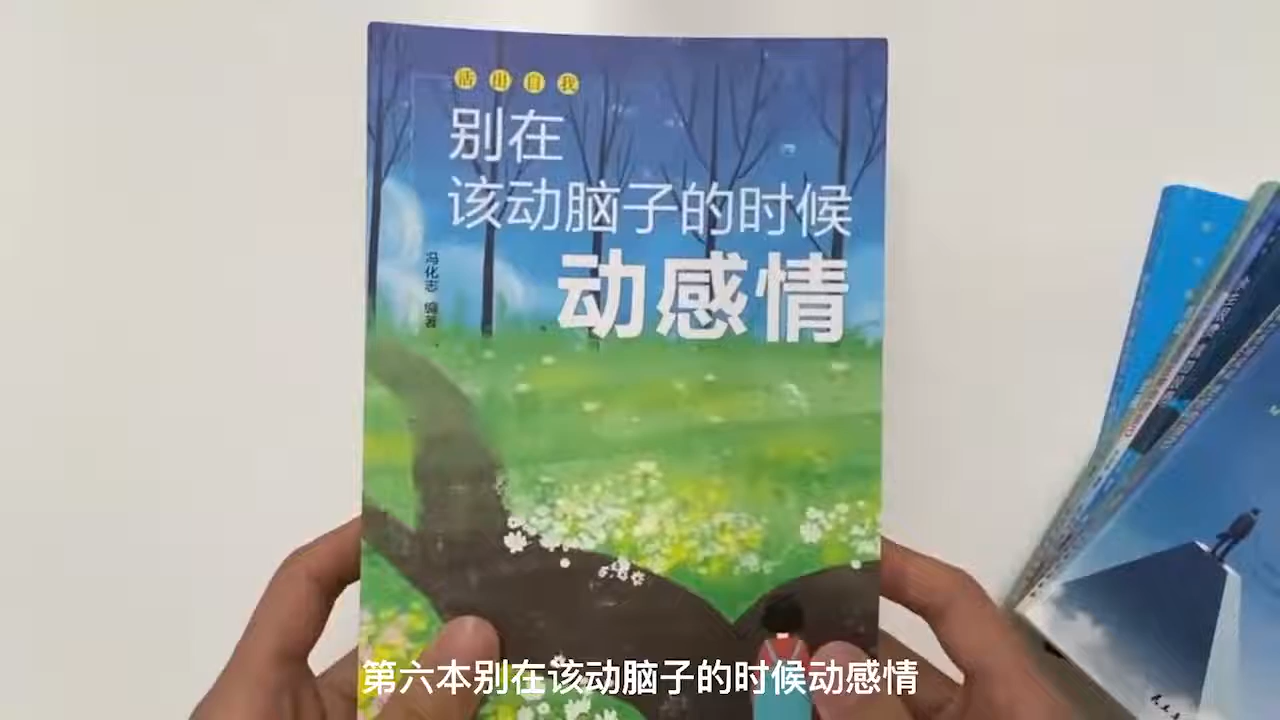 活出自我
别在
该动脑子的时候
动感情
冯化志 编著
第六本别在该动脑子的时候动感情